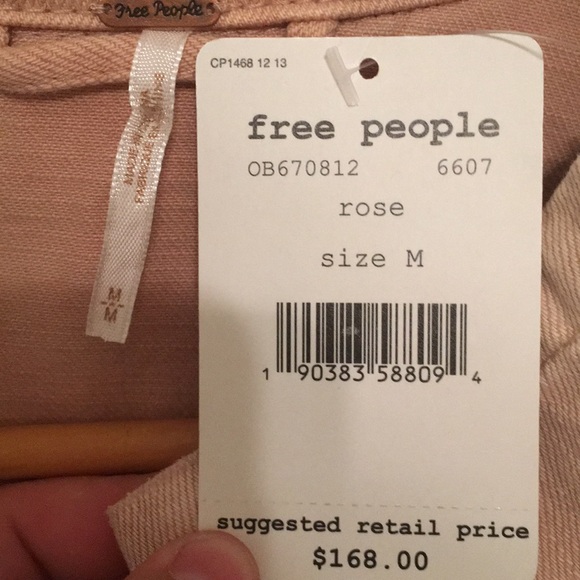 Free People
CP1468 12 13
free people
OB670812 6607
rose
size M
1 90383 58809 4
suggested retail price
$168.00
M
M